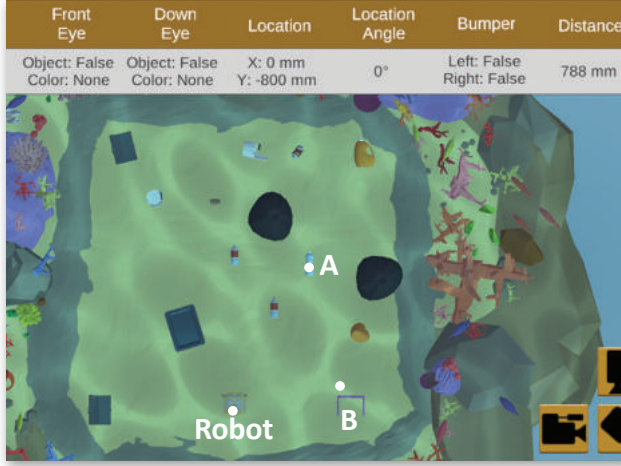 Front Eye
Down Eye
Location
Location Angle
Bumper
Distance
Object: False
Color: None
Object: False
Color: None
X: 0 mm
Y: -800 mm
0°
Left: False
Right: False
788 mm
A
B
Robot